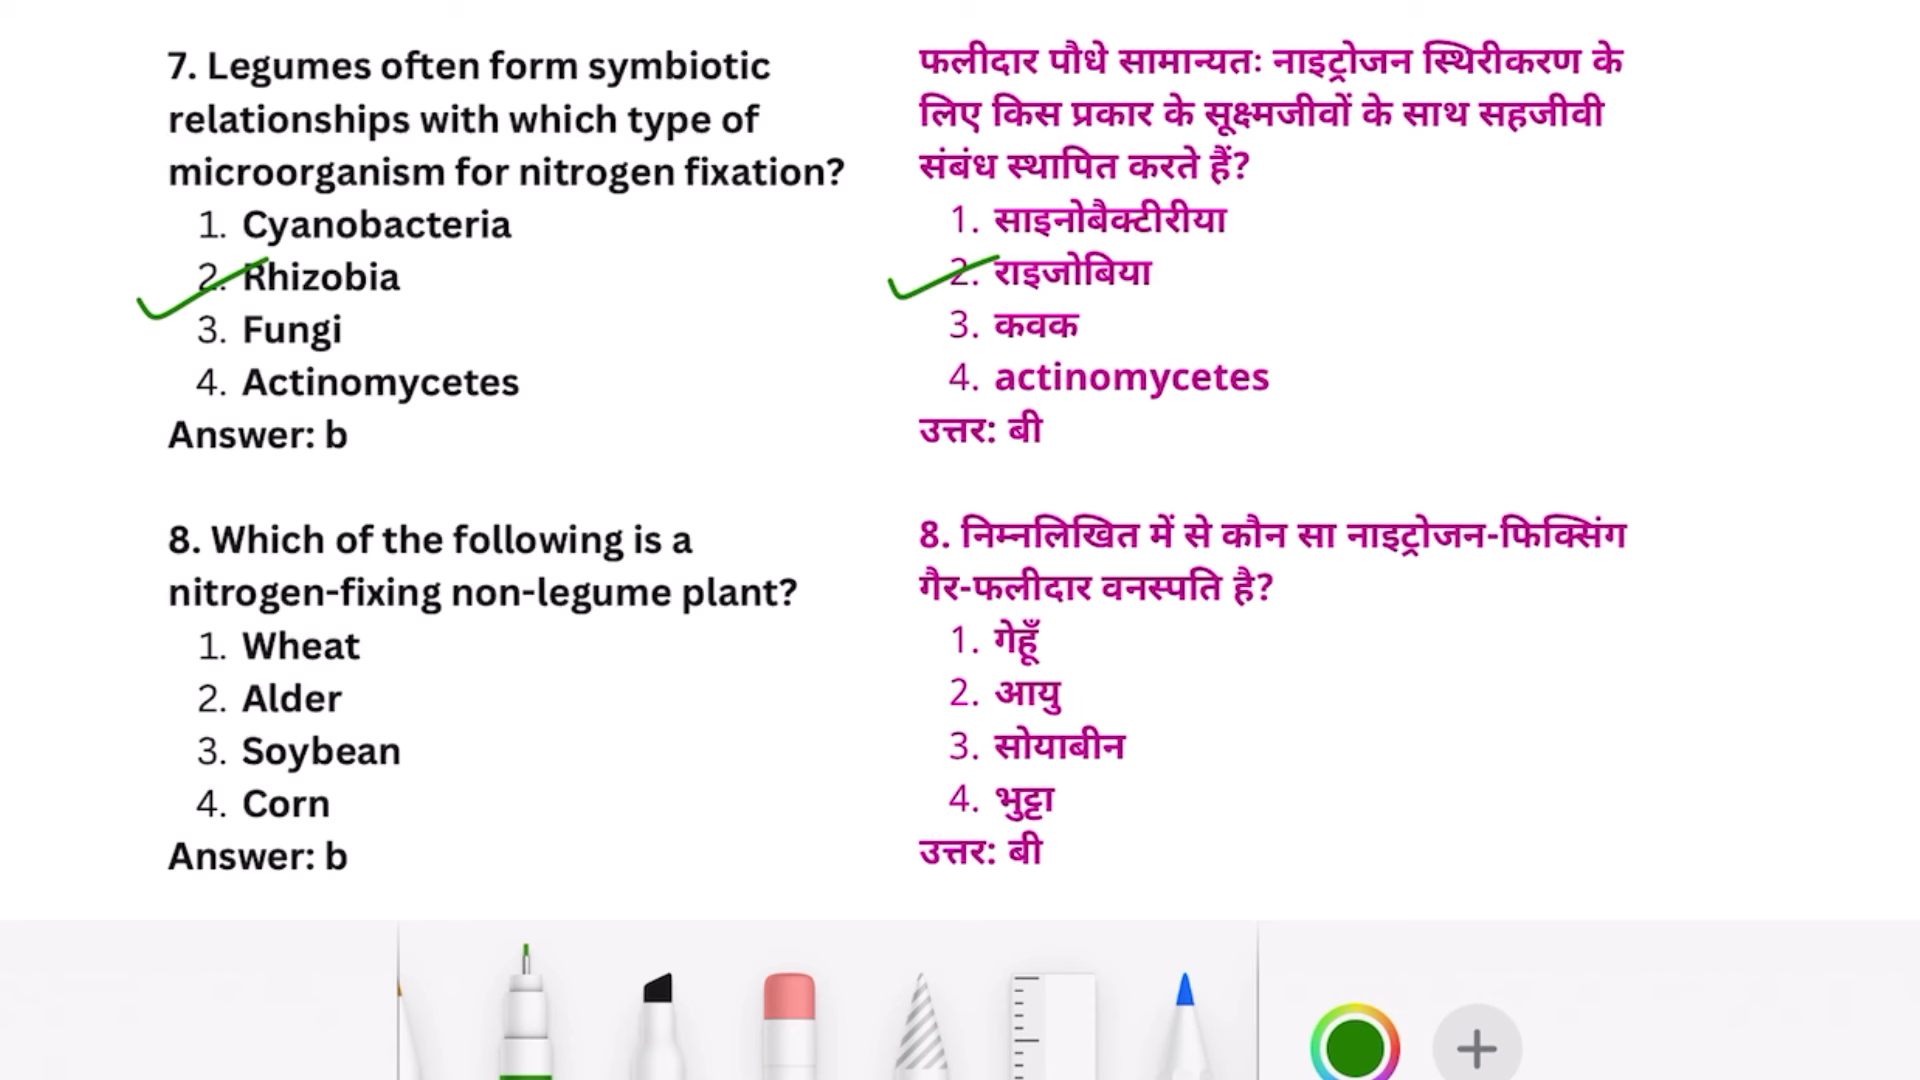 7. Legumes often form symbiotic
relationships with which type of
microorganism for nitrogen fixation?
1. Cyanobacteria
2. Rhizobia
3. Fungi
4. Actinomycetes
Answer: b
8. Which of the following is a
nitrogen-fixing non-legume plant?
1. Wheat
2. Alder
3. Soybean
4. Corn
Answer: b
फलीदार पौधे सामान्यतः नाइट्रोजन स्थिरीकरण के
लिए किस प्रकार के सूक्ष्मजीवों के साथ सहजीवी
संबंध स्थापित करते हैं?
1. साइनोबैक्टीरीया
2. राइजोबिया
3. कवक
4. actinomycetes
उत्तर: बी
8. निम्नलिखित में से कौन सा नाइट्रोजन-फिक्सिंग
गैर-फलीदार वनस्पति है?
1. गेहूँ
2. आयु
3. सोयाबीन
4. भुट्टा
उत्तर: बी